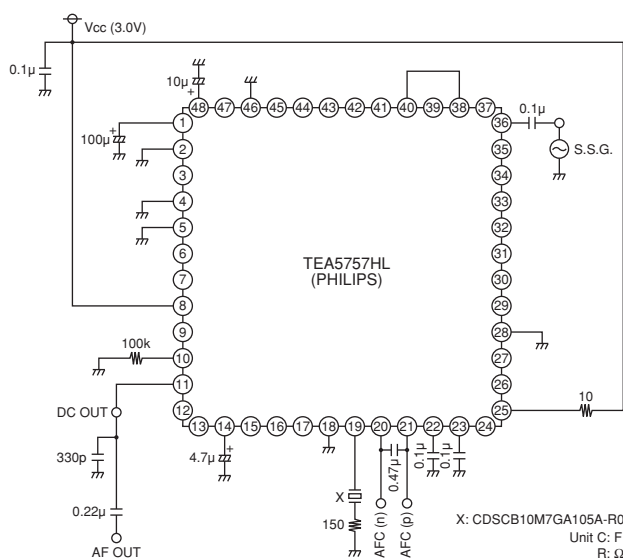 Vcc (3.0V)
0.1μ
10μ
+
48 47 46 45 44 43 42 41 40 39 38 37
100μ
+
1
2
3
4
5
6
7
8
9
10
11
12
36
35
34
33
32
31
30
29
28
27
26
25
0.1μ
S.S.G.
TEA5757HL
(PHILIPS)
100k
10
DC OUT
13 14 15 16 17 18 19 20 21 22 23 24
330p
4.7μ
+
0.47μ
0.1μ
0.1μ
X
0.22μ
150
AFC (n)
AFC (p)
AF OUT
X: CDSCB10M7GA105A-R0
Unit C: F
R: Ω